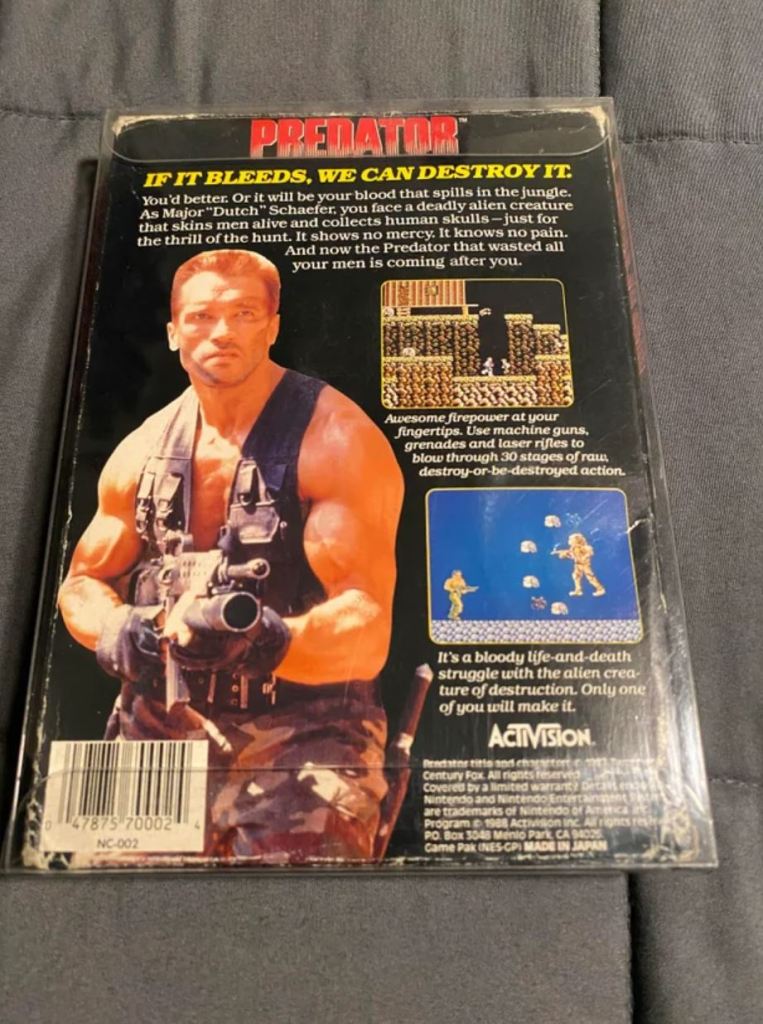 PREDATOR™
IF IT BLEEDS, WE CAN DESTROY IT.
You'd better. Or it will be your blood that spills in the jungle.
As Major "Dutch" Schaefer, you face a deadly alien creature
that skins men alive and collects human skulls—just for
the thrill of the hunt. It shows no mercy. It knows no pain.
And now the Predator that wasted all
your men is coming after you.
Awesome firepower at your
fingertips. Use machine guns,
grenades and laser rifles to
blow through 30 stages of raw,
destroy-or-be-destroyed action.
It's a bloody life-and-death
struggle with the alien crea-
ture of destruction. Only one
of you will make it.
ACTIVISION.
Predator title and characters ©
Century Fox. All rights reserved
Covered by a limited warranty.
Nintendo and Nintendo Entertainment
are trademarks of Nintendo of America
Program © 1988 Activision Inc. All rights
P.O. Box 3048 Menlo Park, CA 94025
Game Pak (NES-GP) MADE IN JAPAN
0 47875 70002 4
NC-002